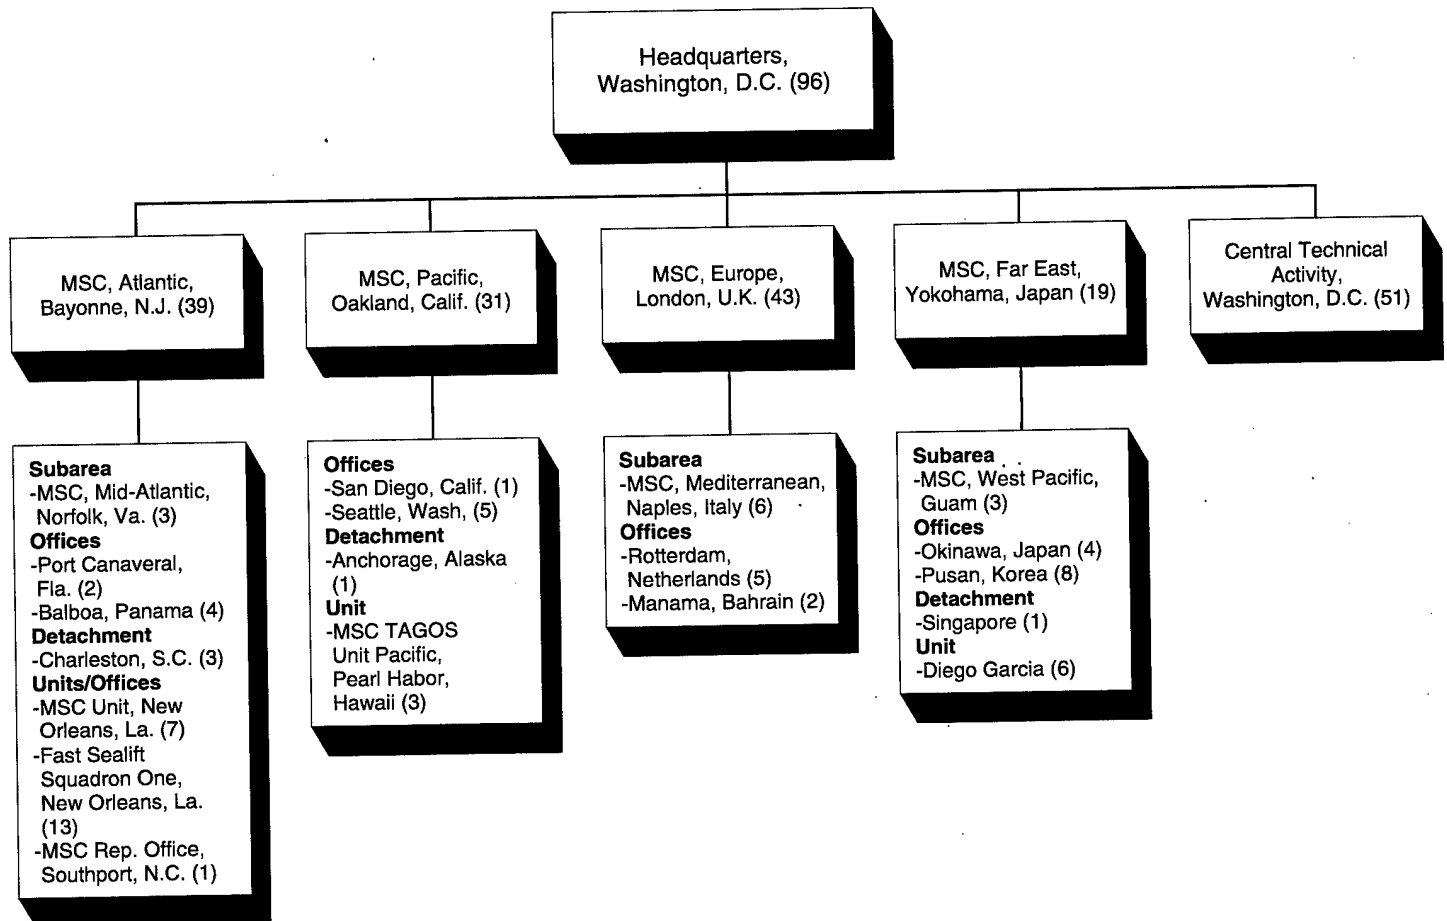 Headquarters,
Washington, D.C. (96)
MSC, Atlantic,
Bayonne, N.J. (39)
MSC, Pacific,
Oakland, Calif. (31)
MSC, Europe,
London, U.K. (43)
MSC, Far East,
Yokohama, Japan (19)
Central Technical
Activity,
Washington, D.C. (51)
Subarea
-MSC, Mid-Atlantic,
Norfolk, Va. (3)
Offices
-Port Canaveral,
Fla. (2)
-Balboa, Panama (4)
Detachment
-Charleston, S.C. (3)
Units/Offices
-MSC Unit, New
Orleans, La. (7)
-Fast Sealift
Squadron One,
New Orleans, La.
(13)
-MSC Rep. Office,
Southport, N.C. (1)
Offices
-San Diego, Calif. (1)
-Seattle, Wash, (5)
Detachment
-Anchorage, Alaska
(1)
Unit
-MSC TAGOS
Unit Pacific,
Pearl Habor,
Hawaii (3)
Subarea
-MSC, Mediterranean,
Naples, Italy (6)
Offices
-Rotterdam,
Netherlands (5)
-Manama, Bahrain (2)
Subarea
-MSC, West Pacific,
Guam (3)
Offices
-Okinawa, Japan (4)
-Pusan, Korea (8)
Detachment
-Singapore (1)
Unit
-Diego Garcia (6)